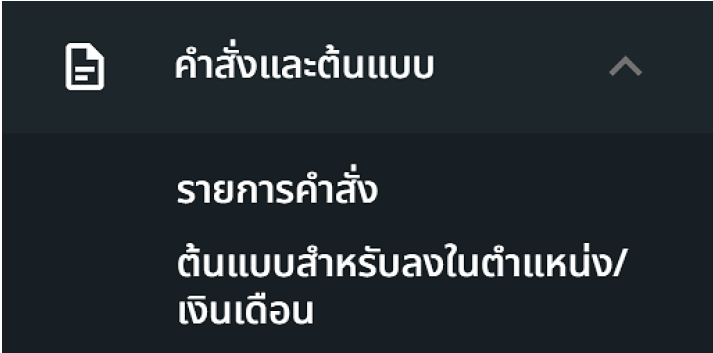 คำสั่งและต้นแบบ
รายการคำสั่ง
ต้นแบบสำหรับลงในตำแหน่ง/
เงินเดือน